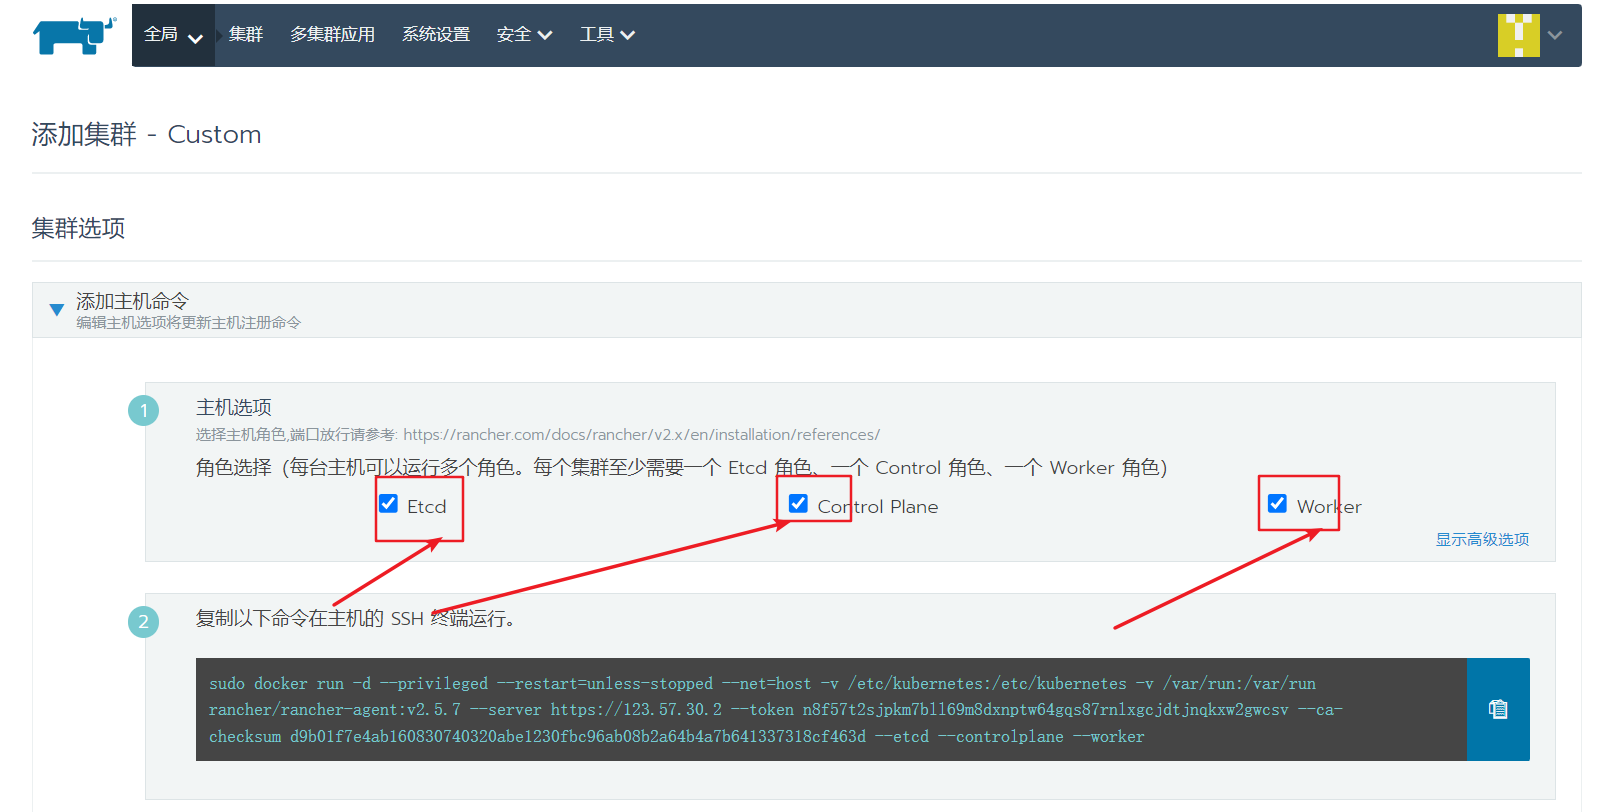 全局 集群 多集群应用 系统设置 安全 工具
添加集群 - Custom
集群选项
添加主机命令
编辑主机选项将更新主机注册命令
1 主机选项
选择主机角色,端口放行请参考: https://rancher.com/docs/rancher/v2.x/en/installation/references/
角色选择（每台主机可以运行多个角色。每个集群至少需要一个 Etcd 角色、一个 Control 角色、一个 Worker 角色）
Etcd Control Plane Worker
显示高级选项
2 复制以下命令在主机的 SSH 终端运行。
sudo docker run -d --privileged --restart=unless-stopped --net=host -v /etc/kubernetes:/etc/kubernetes -v /var/run:/var/run
rancher/rancher-agent:v2.5.7 --server https://123.57.30.2 --token n8f57t2sjpkm7bll69m8dxnptw64gqs87rnlxgcjdtjnqkxw2gwcsv --ca-
checksum d9b01f7e4ab160830740320abe1230fbc96ab08b2a64b4a7b641337318cf463d --etcd --controlplane --worker